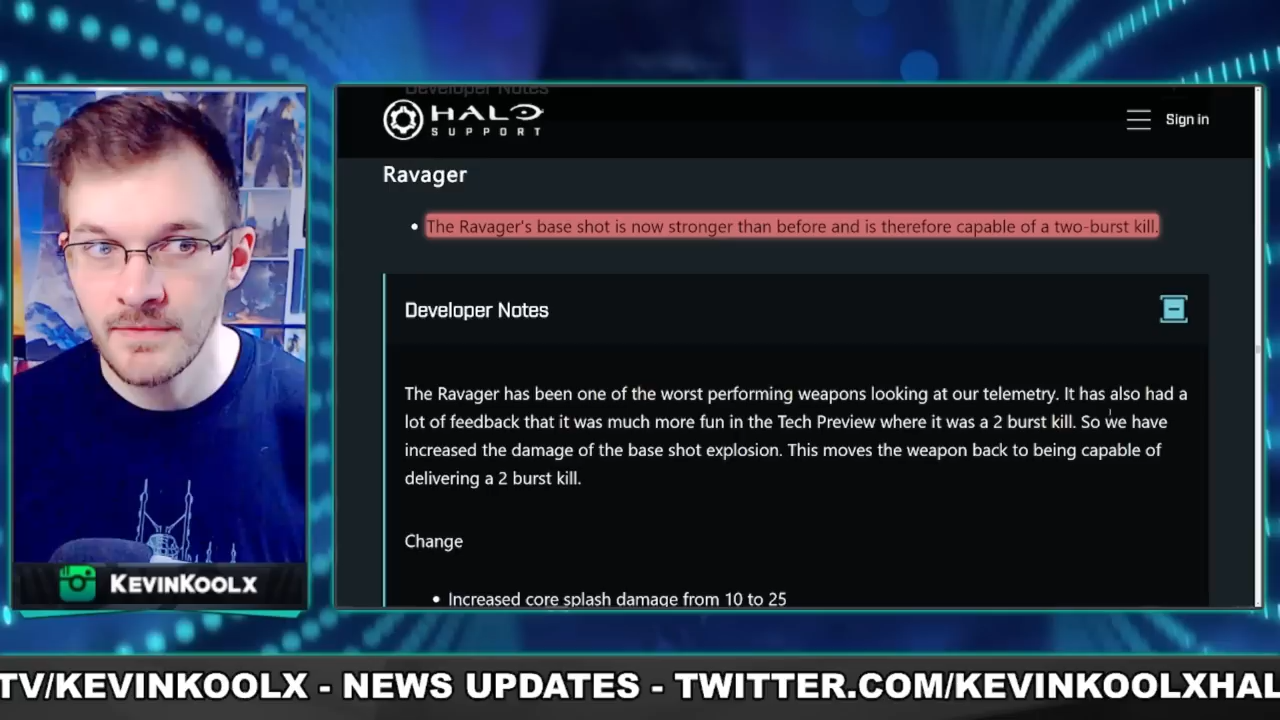 Developer Notes
HALO
SUPPORT
Sign in
Ravager
The Ravager's base shot is now stronger than before and is therefore capable of a two-burst kill.
Developer Notes
The Ravager has been one of the worst performing weapons looking at our telemetry. It has also had a
lot of feedback that it was much more fun in the Tech Preview where it was a 2 burst kill. So we have
increased the damage of the base shot explosion. This moves the weapon back to being capable of
delivering a 2 burst kill.
Change
Increased core splash damage from 10 to 25
KEVINKOOLX
TV/KEVINKOOLX - NEWS UPDATES - TWITTER.COM/KEVINKOOLXHAL